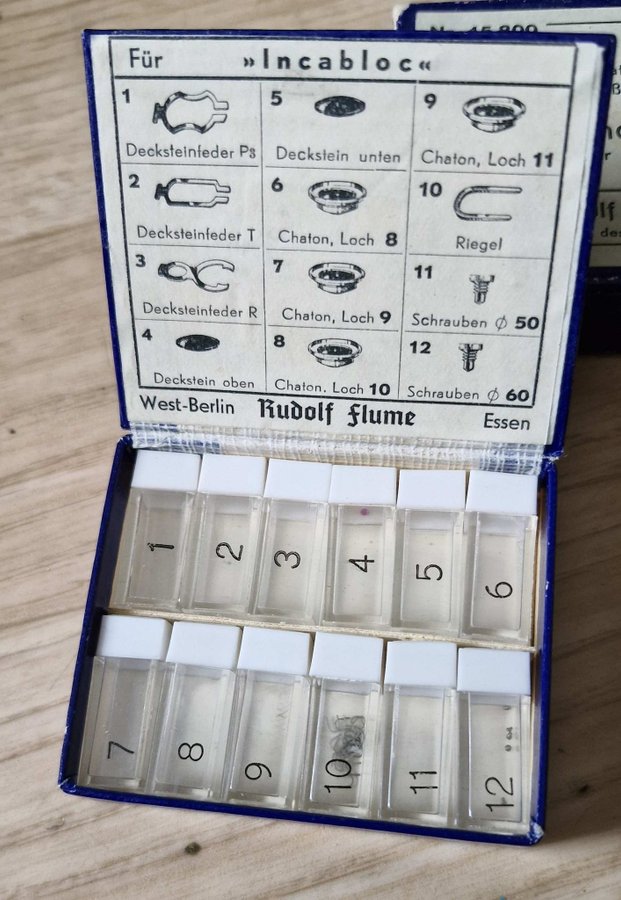 Für »Incabloc«
1
Decksteinfeder P3
2
Decksteinfeder T
3
Decksteinfeder R
4
Deckstein oben
5
Deckstein unten
6
Chaton, Loch 8
7
Chaton, Loch 9
8
Chaton, Loch 10
9
Chaton, Loch 11
10
Riegel
11
Schrauben ϕ 50
12
Schrauben ϕ 60
West-Berlin Rudolf Flume Essen
1 2 3 4 5 6
7 8 9 10 11 12